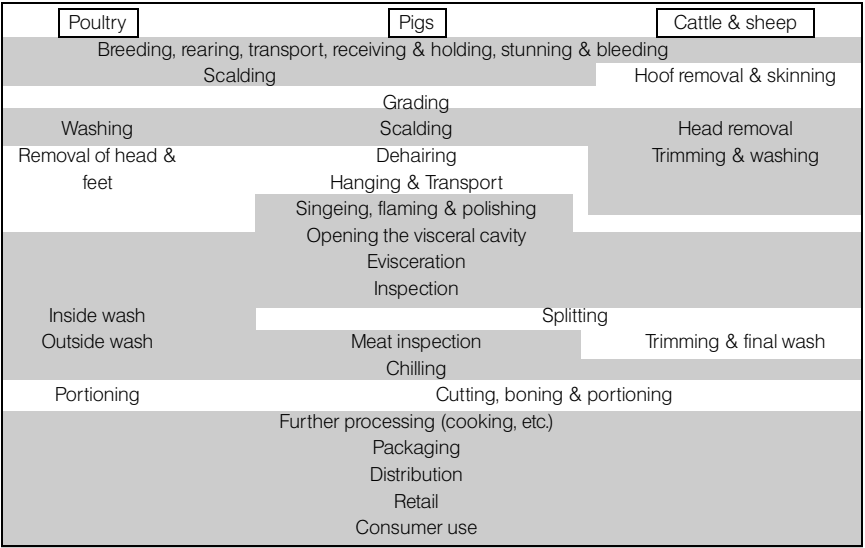 Poultry Pigs Cattle & sheep
Breeding, rearing, transport, receiving & holding, stunning & bleeding
Scalding Hoof removal & skinning
Grading
Washing Scalding Head removal
Removal of head & Dehairing Trimming & washing
feet Hanging & Transport
Singeing, flaming & polishing
Opening the visceral cavity
Evisceration
Inspection
Inside wash Splitting
Outside wash Meat inspection Trimming & final wash
Chilling
Portioning Cutting, boning & portioning
Further processing (cooking, etc.)
Packaging
Distribution
Retail
Consumer use